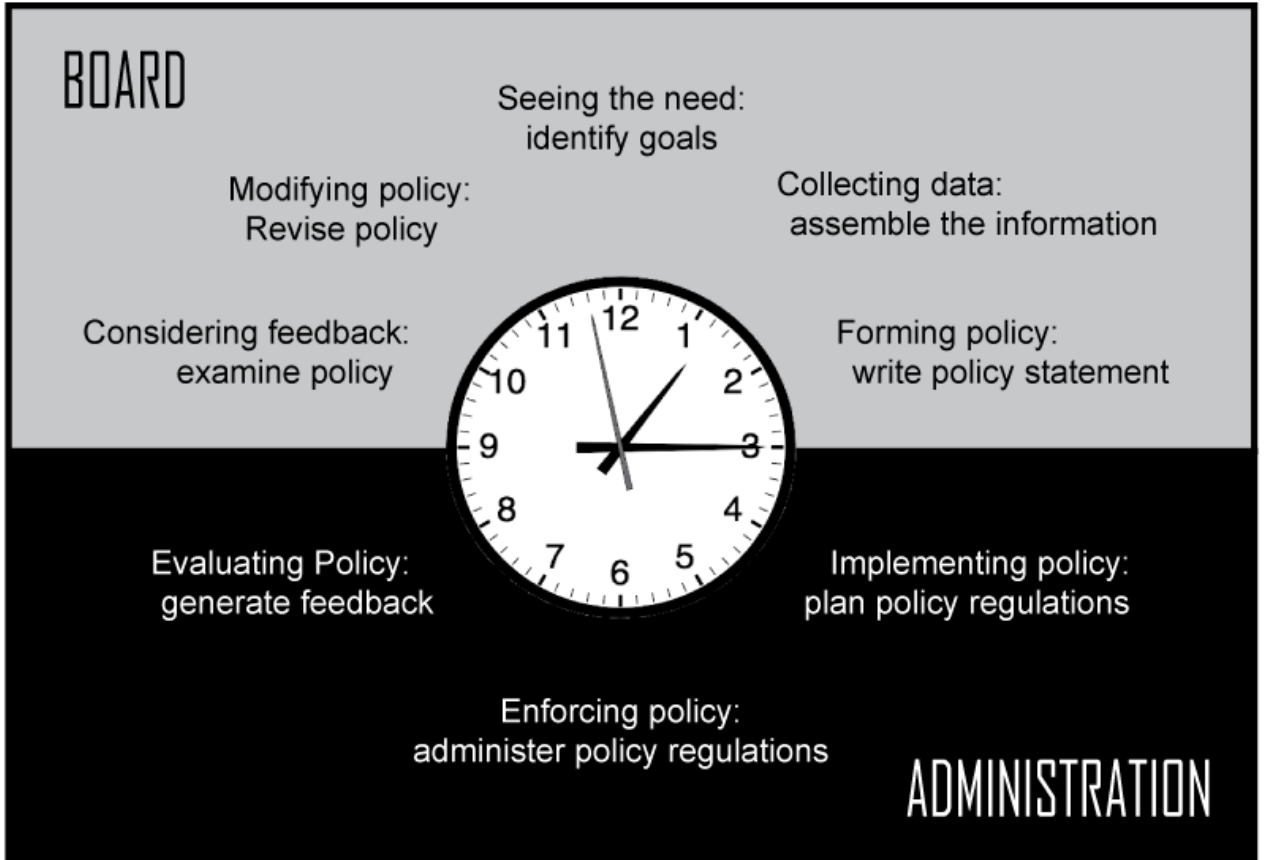 BOARD
Seeing the need:
identify goals
Modifying policy:
Revise policy
Collecting data:
assemble the information
Considering feedback:
examine policy
Forming policy:
write policy statement
12
11
1
10
2
9
3
8
4
7
5
6
Evaluating Policy:
generate feedback
Implementing policy:
plan policy regulations
Enforcing policy:
administer policy regulations
ADMINISTRATION